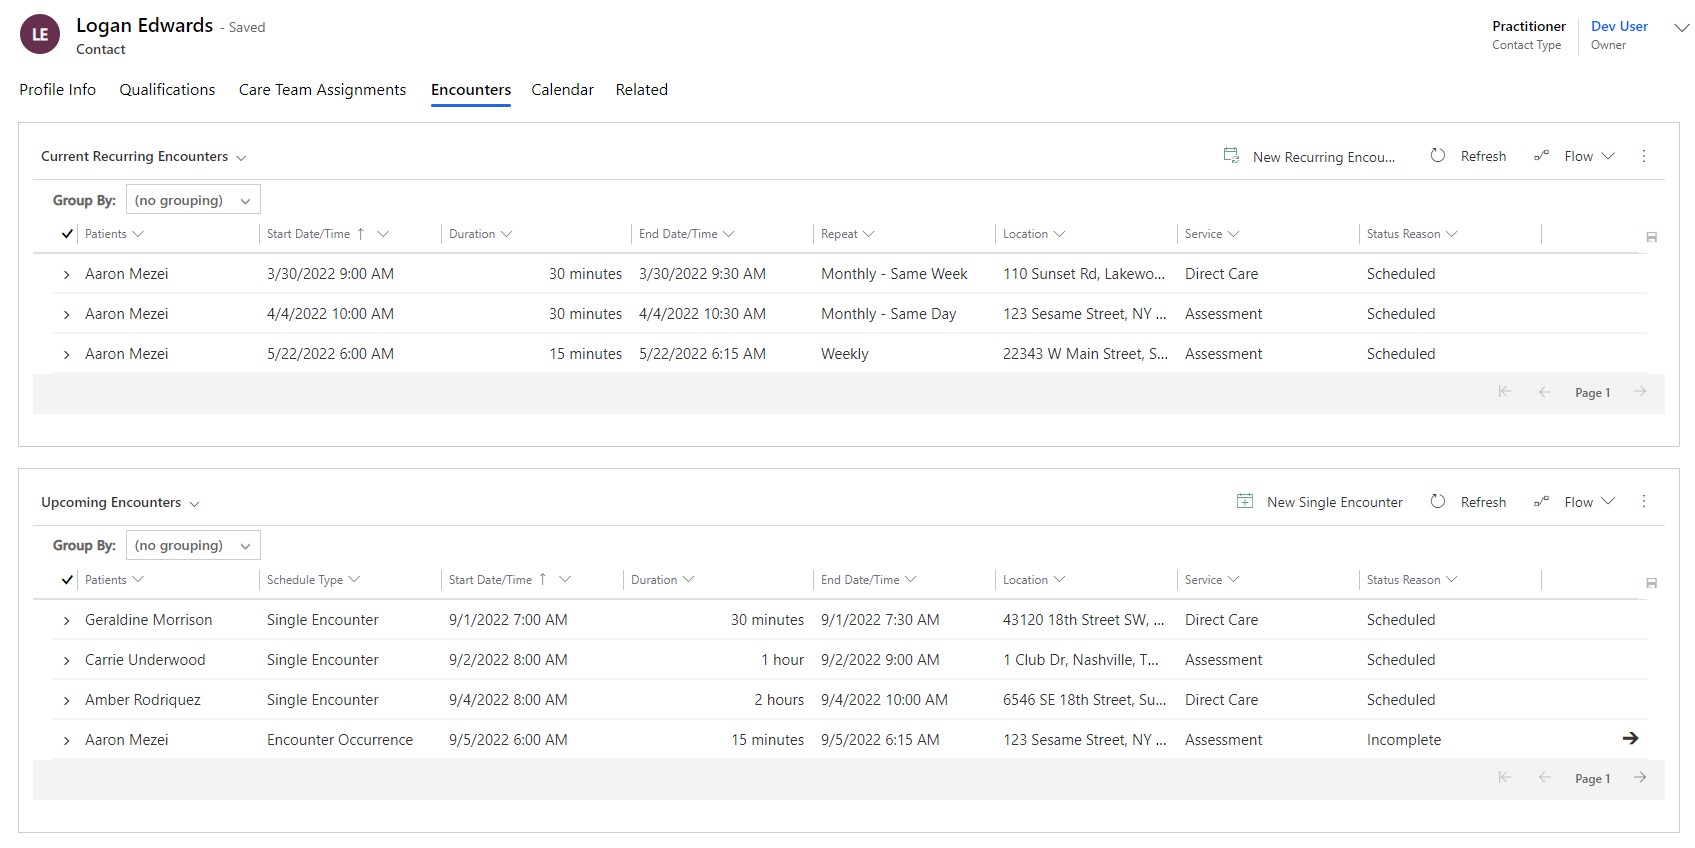 LE
Logan Edwards - Saved
Contact
Practitioner
Contact Type
Dev User
Owner
Profile Info Qualifications Care Team Assignments Encounters Calendar Related
Current Recurring Encounters New Recurring Encou... Refresh Flow
Group By: (no grouping)
Patients Start Date/Time Duration End Date/Time Repeat Location Service Status Reason
Aaron Mezei 3/30/2022 9:00 AM 30 minutes 3/30/2022 9:30 AM Monthly - Same Week 110 Sunset Rd, Lakewo... Direct Care Scheduled
Aaron Mezei 4/4/2022 10:00 AM 30 minutes 4/4/2022 10:30 AM Monthly - Same Day 123 Sesame Street, NY ... Assessment Scheduled
Aaron Mezei 5/22/2022 6:00 AM 15 minutes 5/22/2022 6:15 AM Weekly 22343 W Main Street, S... Assessment Scheduled
Page 1
Upcoming Encounters New Single Encounter Refresh Flow
Group By: (no grouping)
Patients Schedule Type Start Date/Time Duration End Date/Time Location Service Status Reason
Geraldine Morrison Single Encounter 9/1/2022 7:00 AM 30 minutes 9/1/2022 7:30 AM 43120 18th Street SW, ... Direct Care Scheduled
Carrie Underwood Single Encounter 9/2/2022 8:00 AM 1 hour 9/2/2022 9:00 AM 1 Club Dr, Nashville, T... Assessment Scheduled
Amber Rodriquez Single Encounter 9/4/2022 8:00 AM 2 hours 9/4/2022 10:00 AM 6546 SE 18th Street, Su... Direct Care Scheduled
Aaron Mezei Encounter Occurrence 9/5/2022 6:00 AM 15 minutes 9/5/2022 6:15 AM 123 Sesame Street, NY ... Assessment Incomplete
Page 1